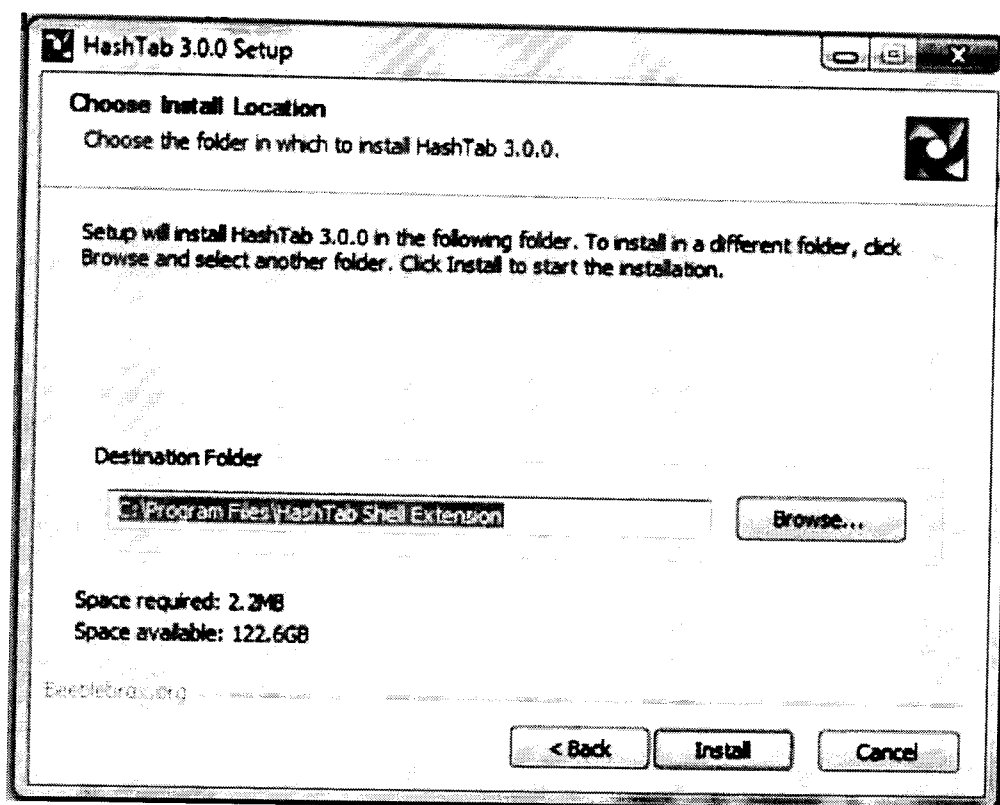 HashTab 3.0.0 Setup
Choose Install Location
Choose the folder in which to install HashTab 3.0.0.
Setup will install HashTab 3.0.0 in the following folder. To install in a different folder, click
Browse and select another folder. Click Install to start the installation.
Destination Folder
C:\Program Files\HashTab Shell Extension
Browse...
Space required: 2.2MB
Space available: 122.6GB
Beeblebrox.org
< Back
Install
Cancel